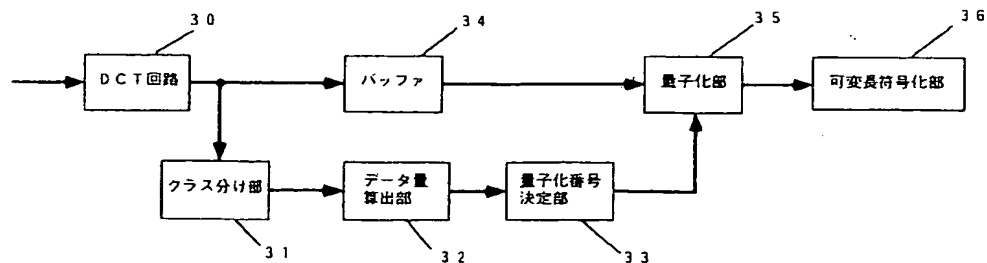 30
34
35
36
DCT回路
バッファ
量子化部
可変長符号化部
クラス分け部
データ量
算出部
量子化番号
決定部
31
32
33